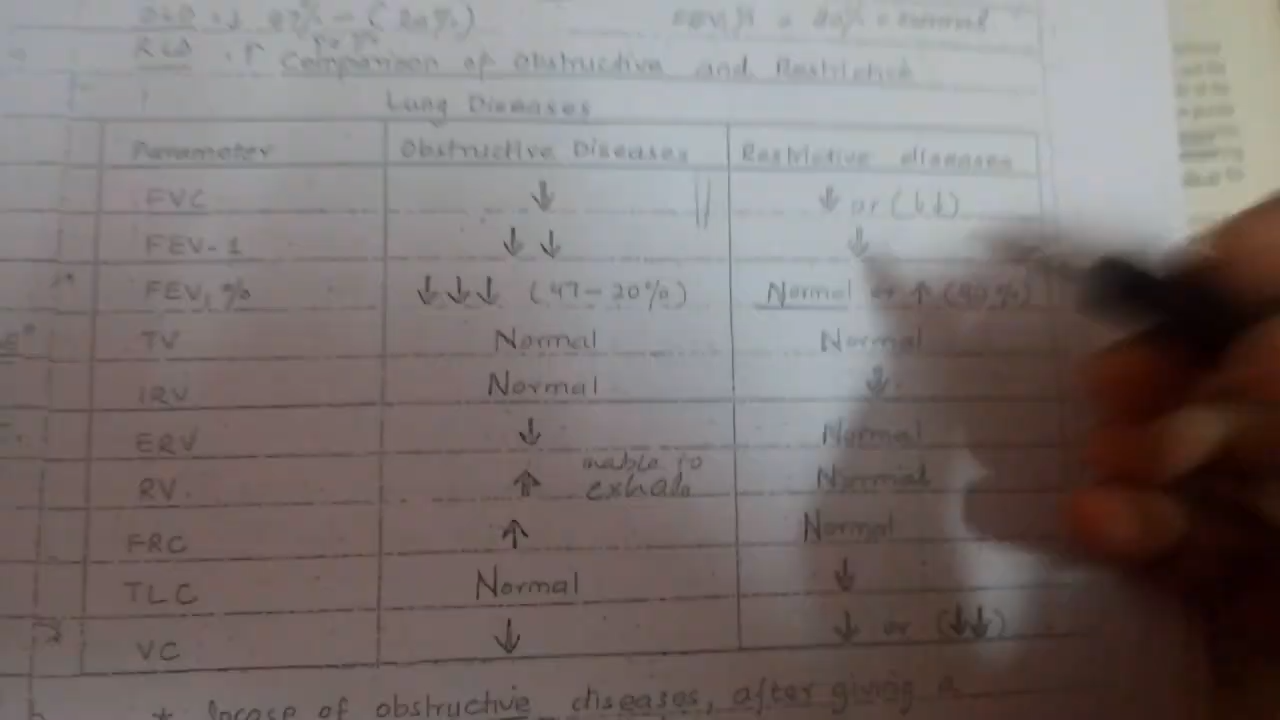 Comparison of Obstructive and Restrictive
Lung Diseases
Parameter Obstructive Diseases Restrictive diseases
FVC ↓ ↓ or (↓↓)
FEV-1 ↓↓ ↓
FEV₁% ↓↓↓ (47-20%) Normal or ↑ (90%)
TV Normal Normal
IRV Normal ↓
ERV ↓ Normal
RV ↑ unable to exhale Normal
FRC ↑ Normal
TLC Normal ↓
VC ↓ ↓ or (↓↓)
* Incase of obstructive diseases, after giving a